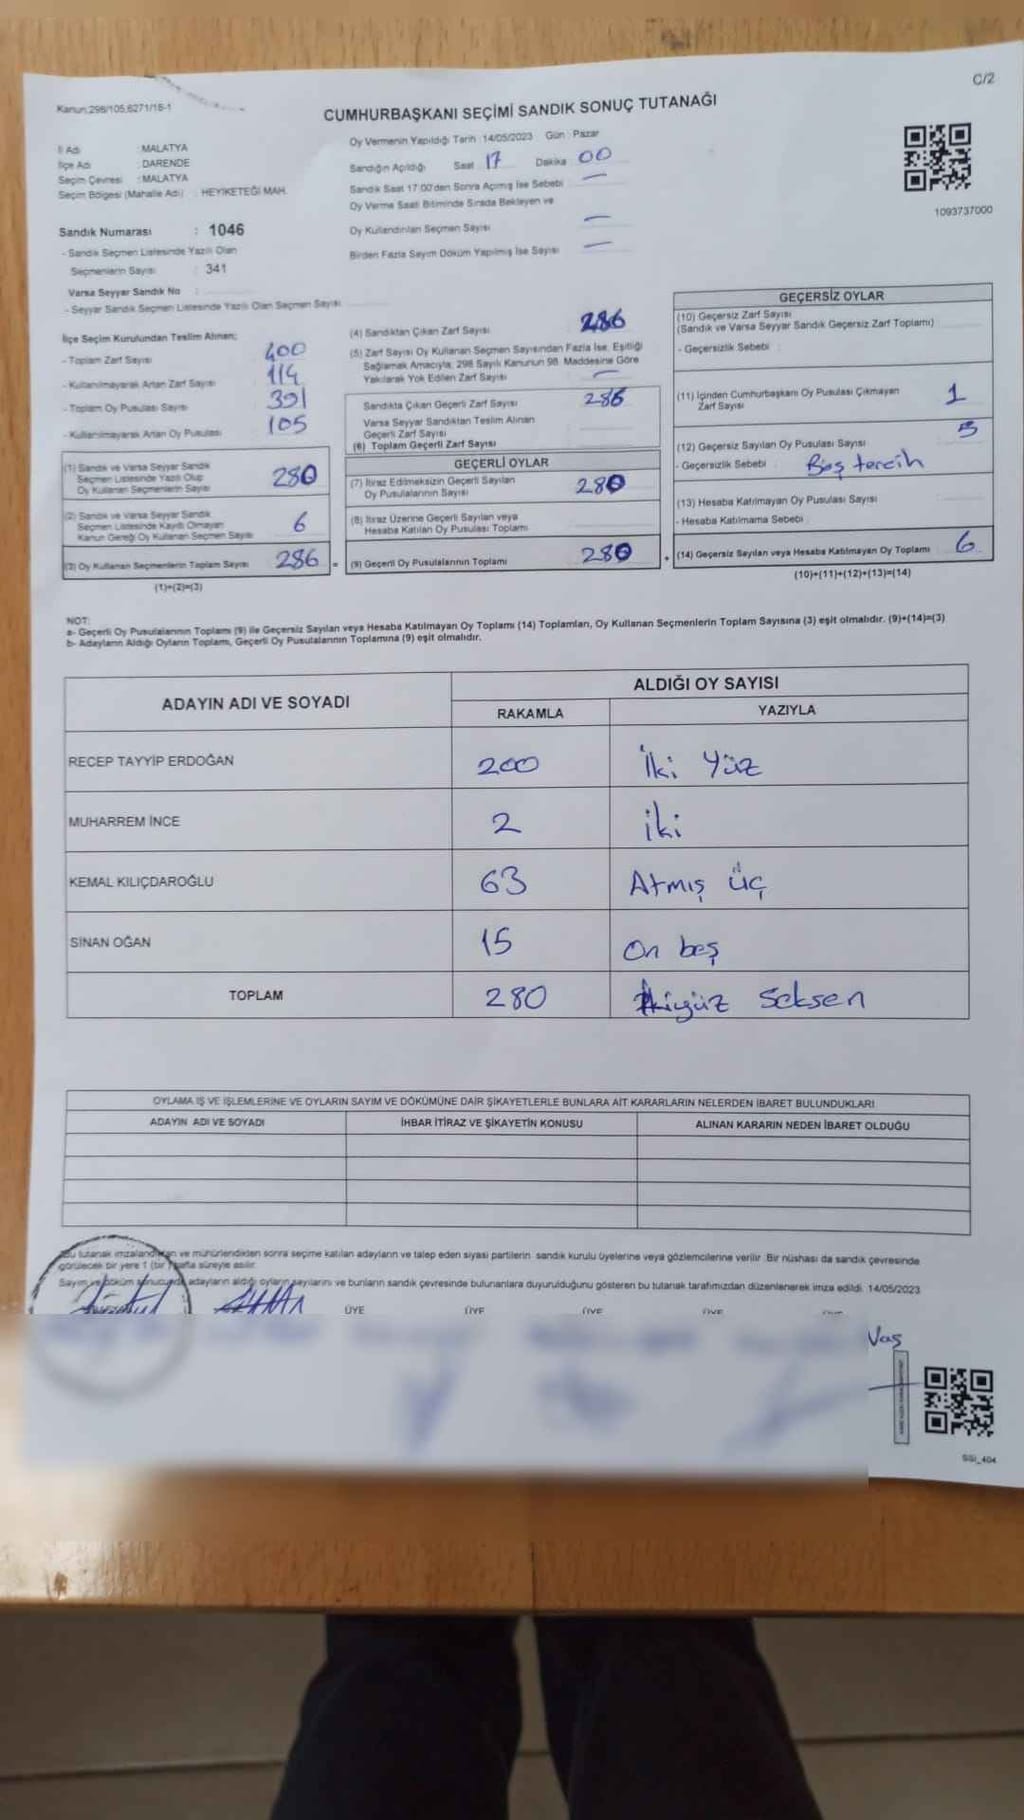 C/2
Kanun:298/105,6271/18-1
CUMHURBAŞKANI SEÇİMİ SANDIK SONUÇ TUTANAĞI
İl Adı : MALATYA
İlçe Adı : DARENDE
Seçim Çevresi : MALATYA
Seçim Bölgesi (Mahalle Adı) : HEYİKETEĞİ MAH.
Sandık Numarası : 1046
- Sandık Seçmen Listesinde Yazılı Olan
Seçmenlerin Sayısı : 341
Varsa Seyyar Sandık No :
- Seyyar Sandık Seçmen Listesinde Yazılı Olan Seçmen Sayısı
Oy Vermenin Yapıldığı Tarih 14/05/2023 Gün : Pazar
Sandığın Açıldığı Saat 17 Dakika 00
Sandık Saat 17:00'den Sonra Açılmış İse Sebebi —
Oy Verme Saati Bitiminde Sırada Bekleyen ve
Oy Kullandırılan Seçmen Sayısı —
Birden Fazla Sayım Döküm Yapılmış İse Sayısı —
1093737000
İlçe Seçim Kurulundan Teslim Alınan;
- Toplam Zarf Sayısı 400
- Kullanılmayarak Artan Zarf Sayısı 114
- Toplam Oy Pusulası Sayısı 391
- Kullanılmayarak Artan Oy Pusulası 105
(1) Sandık ve Varsa Seyyar Sandık
Seçmen Listesinde Yazılı Olup
Oy Kullanan Seçmenlerin Sayısı 280
(2) Sandık ve Varsa Seyyar Sandık
Seçmen Listesinde Kayıtlı Olmayan
Kanun Gereği Oy Kullanan Seçmen Sayısı 6
(3) Oy Kullanan Seçmenlerin Toplam Sayısı 286 =
(1)+(2)=(3)
(4) Sandıktan Çıkan Zarf Sayısı 286
(5) Zarf Sayısı Oy Kullanan Seçmen Sayısından Fazla İse, Eşitliği
Sağlamak Amacıyla, 298 Sayılı Kanunun 98. Maddesine Göre
Yakılarak Yok Edilen Zarf Sayısı —
Sandıkta Çıkan Geçerli Zarf Sayısı 286
Varsa Seyyar Sandıktan Teslim Alınan
Geçerli Zarf Sayısı
(6) Toplam Geçerli Zarf Sayısı
GEÇERLİ OYLAR
(7) İtiraz Edilmeksizin Geçerli Sayılan
Oy Pusulalarının Sayısı 280
(8) İtiraz Üzerine Geçerli Sayılan veya
Hesaba Katılan Oy Pusulası Toplamı
(9) Geçerli Oy Pusulalarının Toplamı 280 +
GEÇERSİZ OYLAR
(10) Geçersiz Zarf Sayısı
(Sandık ve Varsa Seyyar Sandık Geçersiz Zarf Toplamı)
- Geçersizlik Sebebi :
(11) İçinden Cumhurbaşkanı Oy Pusulası Çıkmayan
Zarf Sayısı 1
(12) Geçersiz Sayılan Oy Pusulası Sayısı 5
- Geçersizlik Sebebi : Boş tercih
(13) Hesaba Katılmayan Oy Pusulası Sayısı
- Hesaba Katılmama Sebebi :
(14) Geçersiz Sayılan veya Hesaba Katılmayan Oy Toplamı 6
(10)+(11)+(12)+(13)=(14)
NOT:
a- Geçerli Oy Pusulalarının Toplamı (9) ile Geçersiz Sayılan veya Hesaba Katılmayan Oy Toplamı (14) Toplamları, Oy Kullanan Seçmenlerin Toplam Sayısına (3) eşit olmalıdır. (9)+(14)=(3)
b- Adayların Aldığı Oyların Toplamı, Geçerli Oy Pusulalarının Toplamına (9) eşit olmalıdır.
ADAYIN ADI VE SOYADI ALDIĞI OY SAYISI
RAKAMLA YAZIYLA
RECEP TAYYİP ERDOĞAN 200 İki Yüz
MUHARREM İNCE 2 iki
KEMAL KILIÇDAROĞLU 63 Atmış üç
SİNAN OĞAN 15 On beş
TOPLAM 280 İkiyüz Seksen
OYLAMA İŞ VE İŞLEMLERİNE VE OYLARIN SAYIM VE DÖKÜMÜNE DAİR ŞİKAYETLERLE BUNLARA AİT KARARLARIN NELERDEN İBARET BULUNDUKLARI
ADAYIN ADI VE SOYADI İHBAR İTİRAZ VE ŞİKAYETİN KONUSU ALINAN KARARIN NEDEN İBARET OLDUĞU
Bu tutanak imzalandıktan ve mühürlendikten sonra seçime katılan adayların ve talep eden siyasi partilerin sandık kurulu üyelerine veya gözlemcilerine verilir. Bir nüshası da sandık çevresinde
görülecek bir yere 1 (bir) hafta süreyle asılır.
Sayım ve döküm sonucunda adayların aldığı oyların sayılarını ve bunların sandık çevresinde bulunanlara duyurulduğunu gösteren bu tutanak tarafımızdan düzenlenerek imza edildi. 14/05/2023
ÜYE ÜYE ÜYE ÜYE ÜYE
Vaş
SSI_404